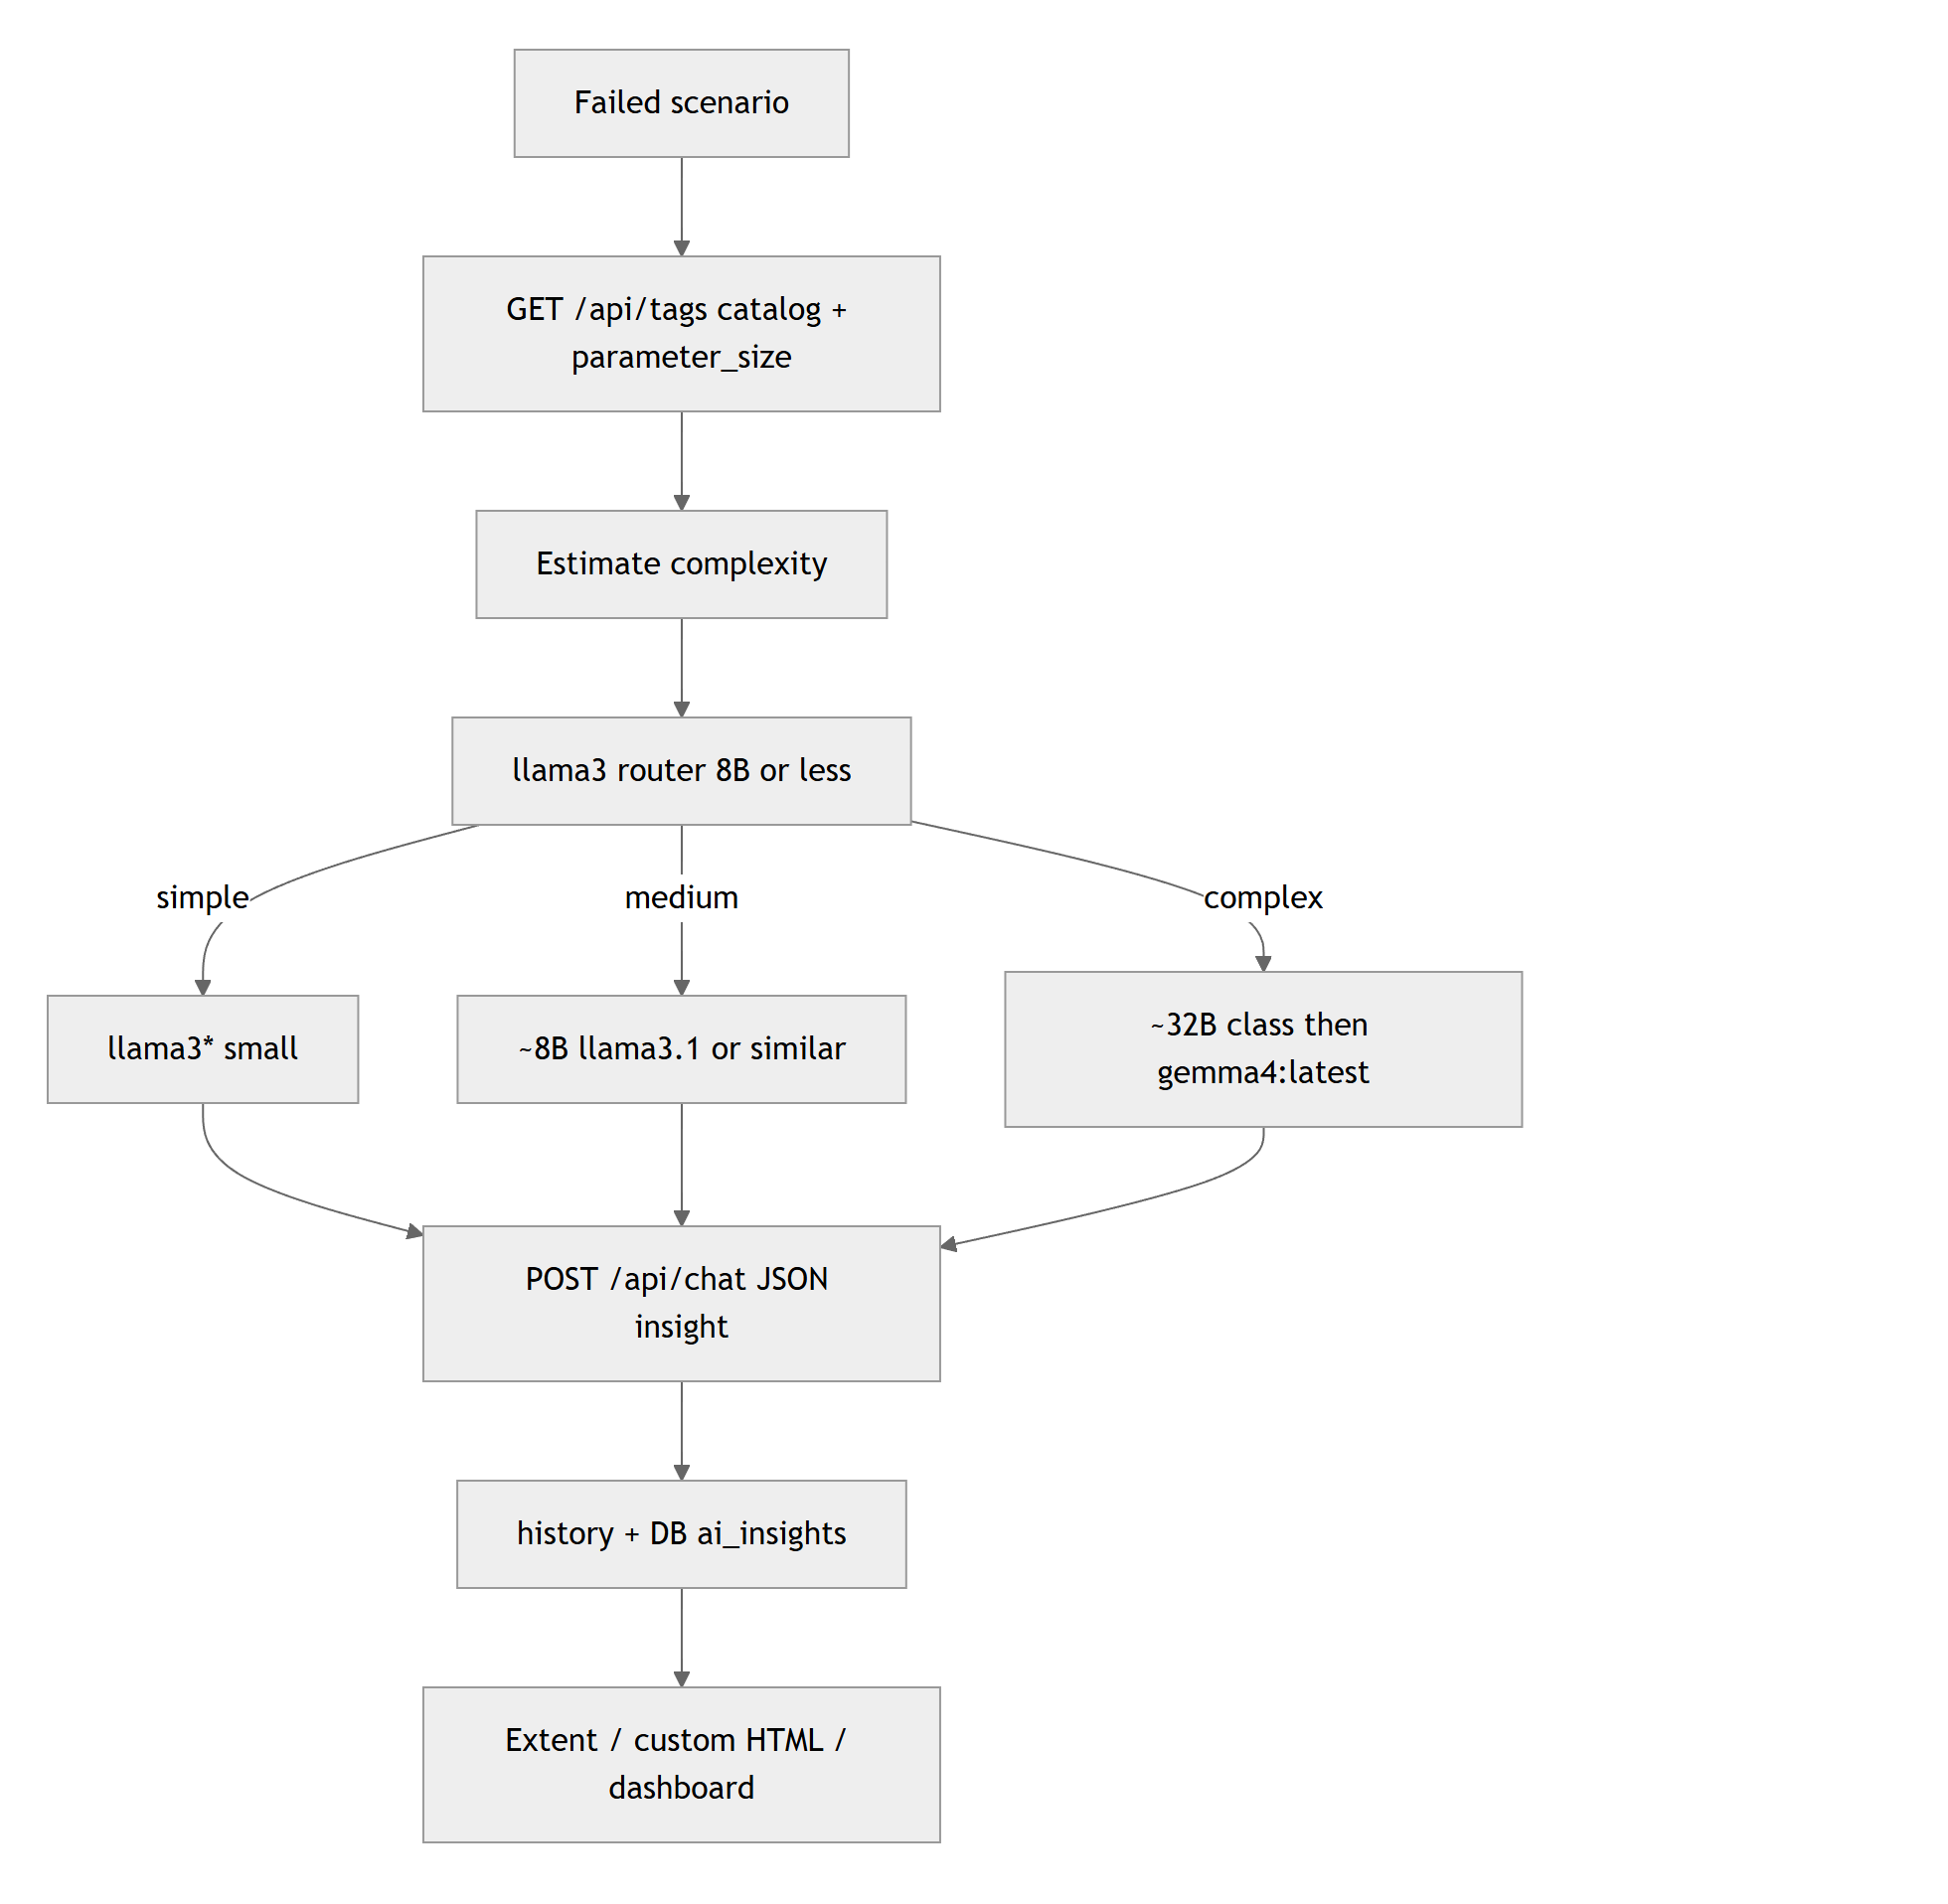 Failed scenario
GET /api/tags catalog +
parameter_size
Estimate complexity
llama3 router 8B or less
simple
medium
complex
llama3* small
~8B llama3.1 or similar
~32B class then
gemma4:latest
POST /api/chat JSON
insight
history + DB ai_insights
Extent / custom HTML /
dashboard